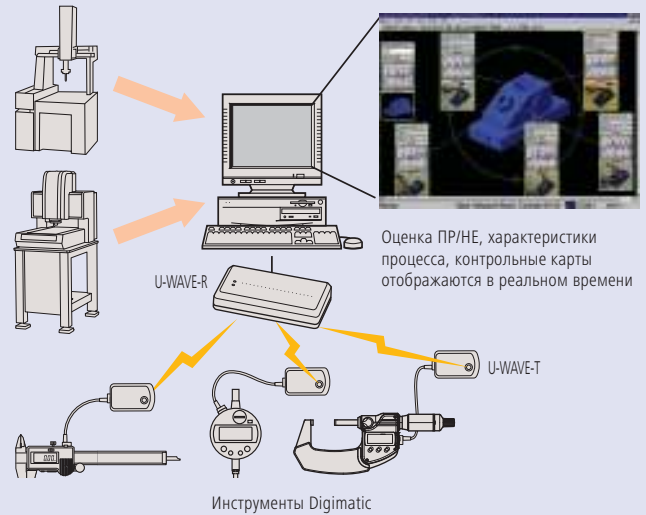 Оценка ПР/НЕ, характеристики
процесса, контрольные карты
отображаются в реальном времени
U-WAVE-R
U-WAVE-T
Инструменты Digimatic